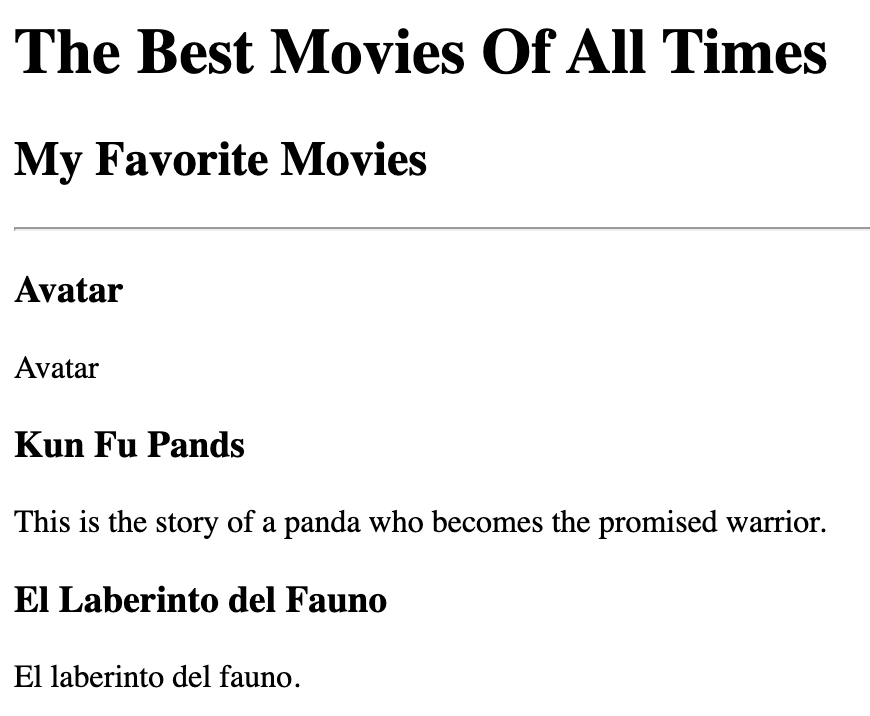 The Best Movies Of All Times
My Favorite Movies
Avatar
Avatar
Kun Fu Pands
This is the story of a panda who becomes the promised warrior.
El Laberinto del Fauno
El laberinto del fauno.